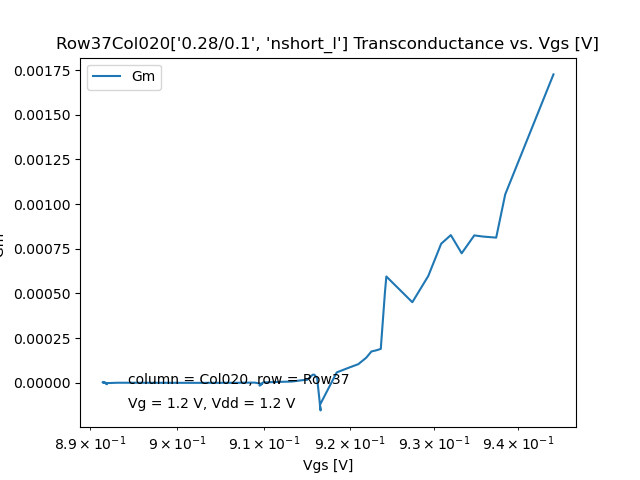 Row37Col020['0.28/0.1', 'nshort_l'] Transconductance vs. Vgs [V]
Gm
0.00175
0.00150
0.00125
0.00100
0.00075
0.00050
0.00025
0.00000
Gm
column = Col020, row = Row37
Vg = 1.2 V, Vdd = 1.2 V
8.9 × 10⁻¹ 9 × 10⁻¹ 9.1 × 10⁻¹ 9.2 × 10⁻¹ 9.3 × 10⁻¹ 9.4 × 10⁻¹
Vgs [V]